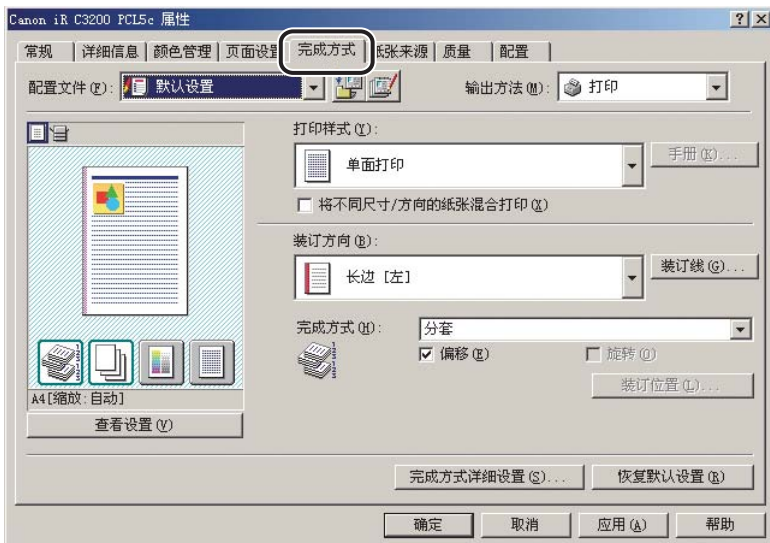 Canon iR C3200 PCL5c 属性
常规 详细信息 颜色管理 页面设置 完成方式 纸张来源 质量 配置
配置文件(F): 默认设置 输出方法(M): 打印
打印样式(Y):
单面打印 手册(K)...
将不同尺寸/方向的纸张混合打印(X)
装订方向(B):
长边 [左] 装订线(G)...
完成方式(H): 分套
偏移(E) 旋转(O)
装订位置(L)...
A4[缩放:自动]
查看设置(V)
完成方式详细设置(S)... 恢复默认设置(R)
确定 取消 应用(A) 帮助